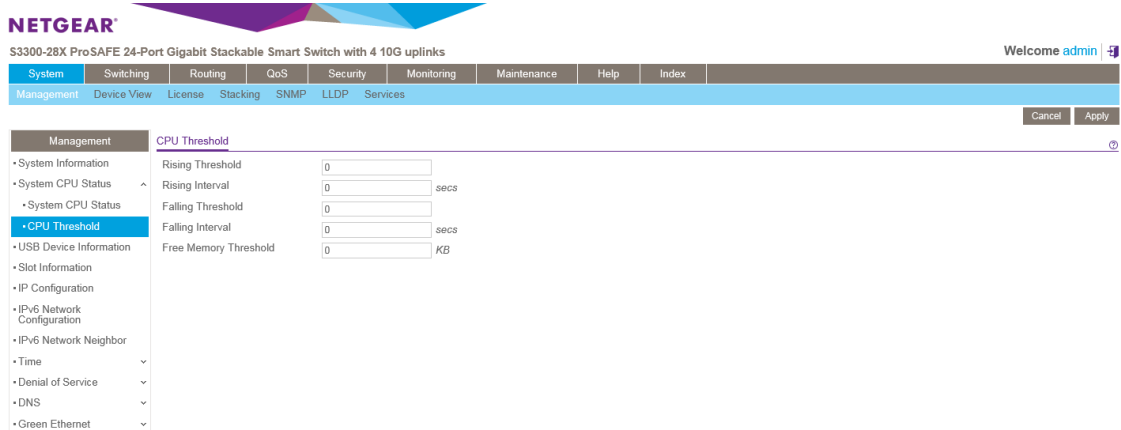 NETGEAR®
S3300-28X ProSAFE 24-Port Gigabit Stackable Smart Switch with 4 10G uplinks
Welcome admin
System Switching Routing QoS Security Monitoring Maintenance Help Index
Management Device View License Stacking SNMP LLDP Services
Cancel Apply
Management
• System Information
• System CPU Status
• System CPU Status
• CPU Threshold
• USB Device Information
• Slot Information
• IP Configuration
• IPv6 Network
Configuration
• IPv6 Network Neighbor
• Time
• Denial of Service
• DNS
• Green Ethernet
CPU Threshold
Rising Threshold 0
Rising Interval 0 secs
Falling Threshold 0
Falling Interval 0 secs
Free Memory Threshold 0 KB